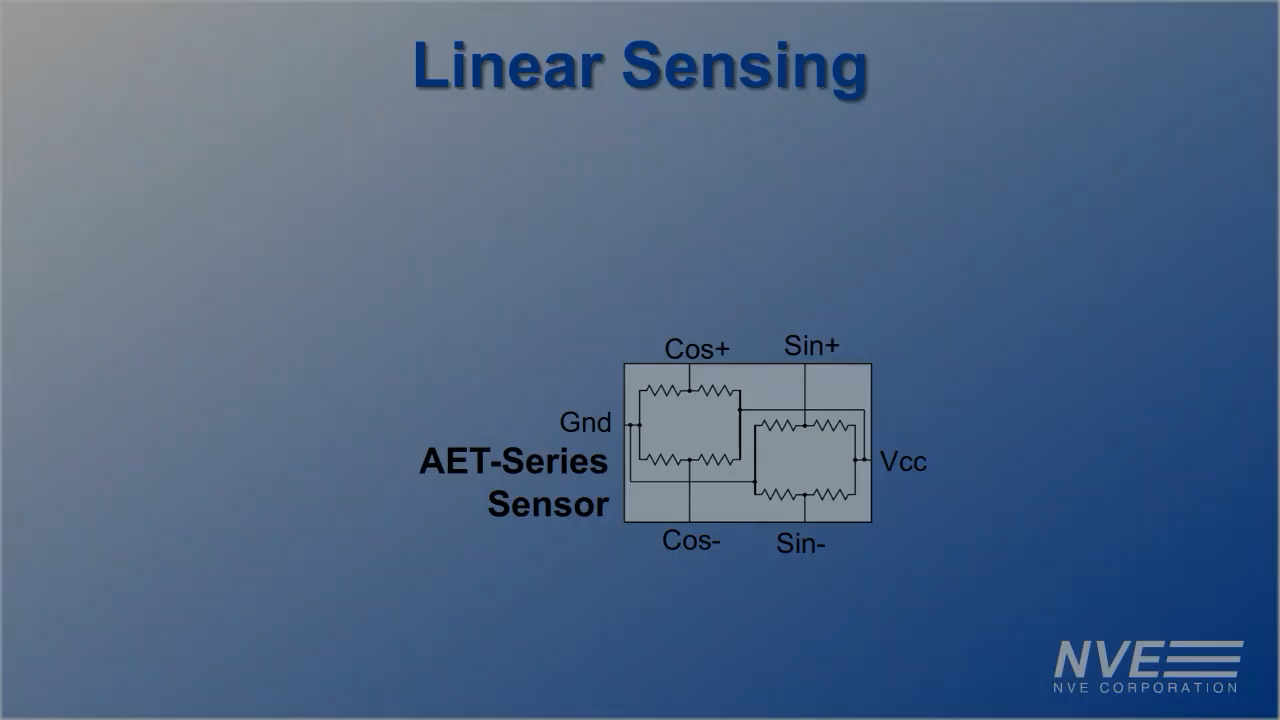 Linear Sensing
Cos+
Sin+
Gnd
AET-Series
Sensor
Vcc
Cos-
Sin-
NVE
NVE CORPORATION